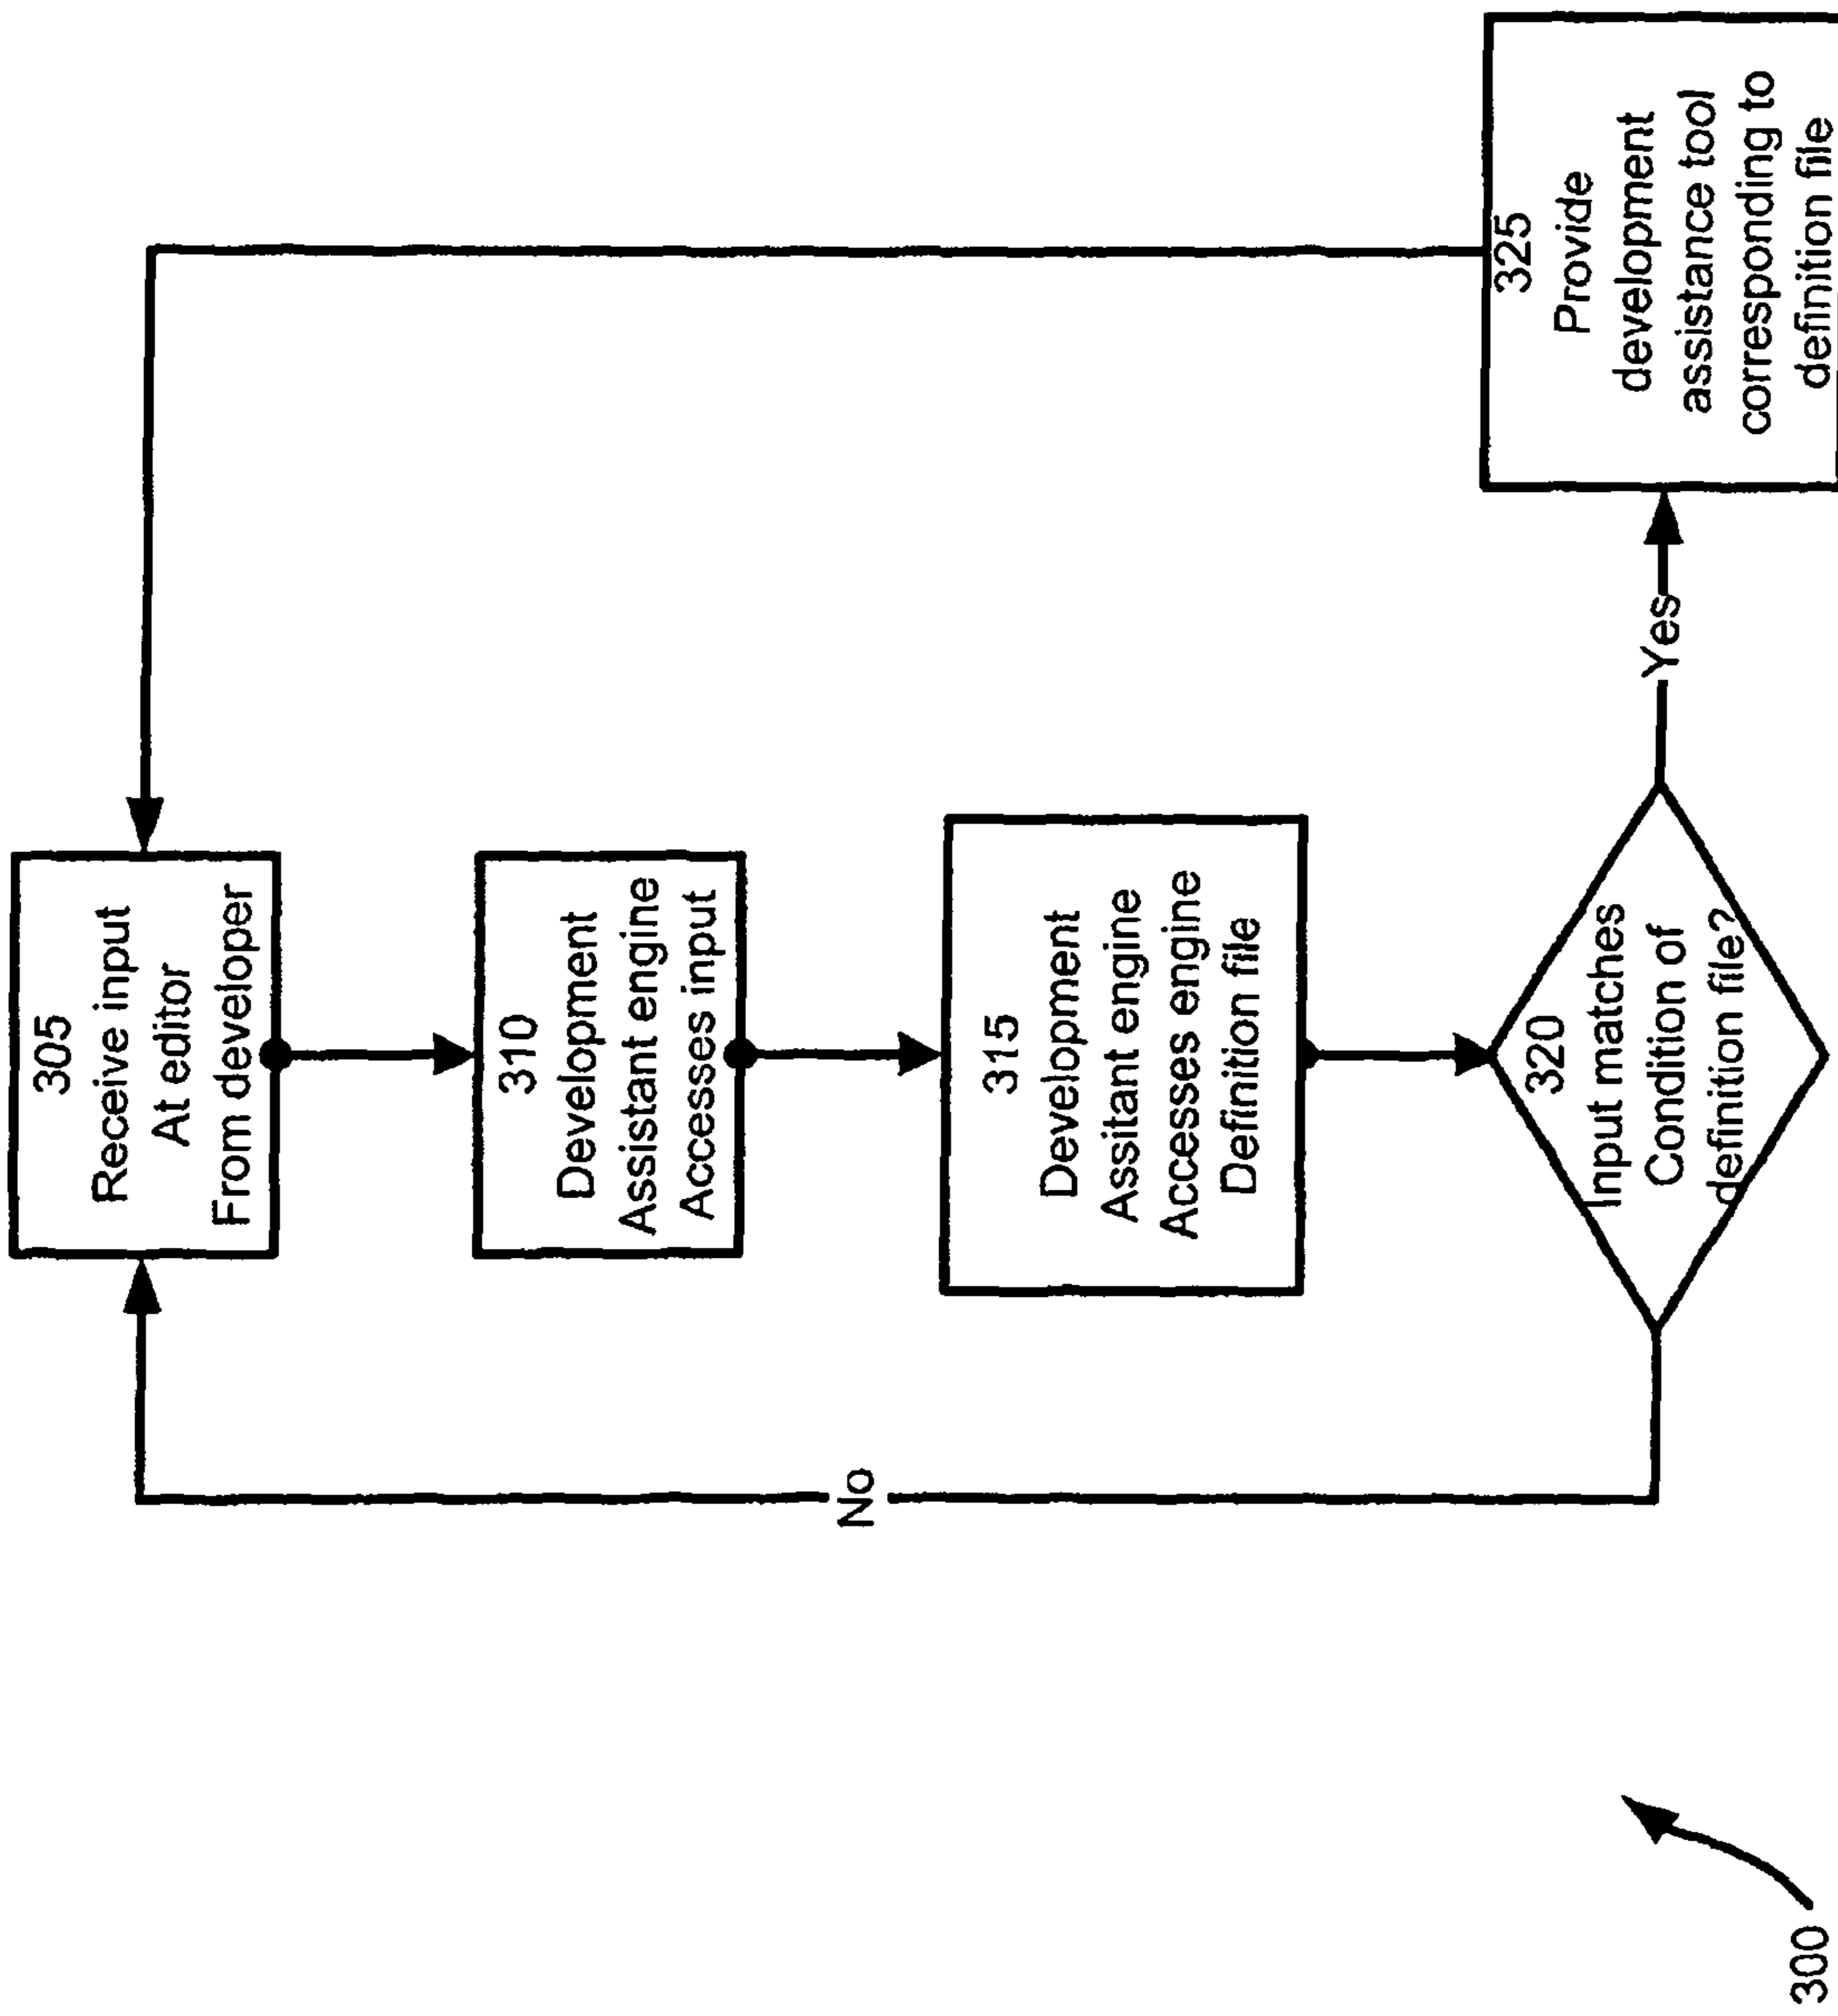 305
Receive input
At editor
From developer
310
Development
Assistant engine
Accesses input
315
Development
Assitant engine
Accesses engine
Definition file
320
Input matches
Condition of
definition file?
Yes
No
325
Provide
development
assistance tool
corresponding to
definition file
300